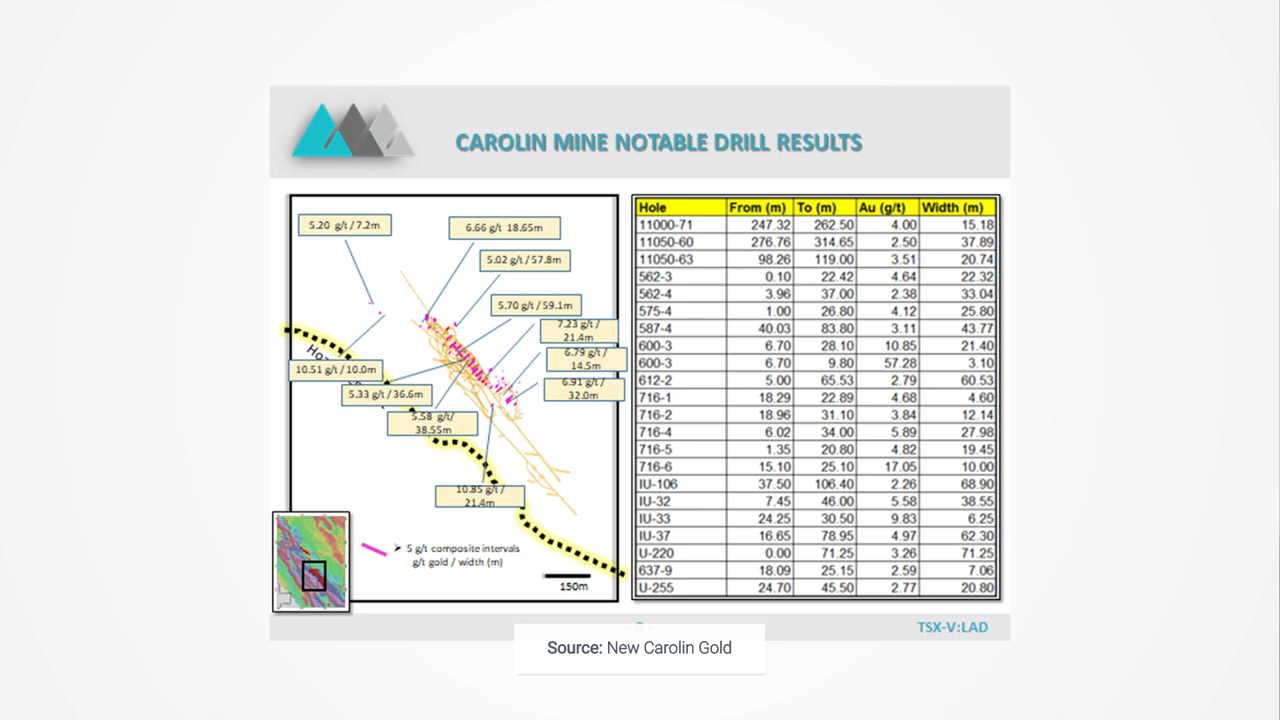 CAROLIN MINE NOTABLE DRILL RESULTS
5.20 g/t / 7.2m
6.66 g/t 18.65m
5.02 g/t / 57.8m
5.70 g/t / 59.1m
7.23 g/t /
21.4m
6.79 g/t /
14.5m
6.91 g/t /
32.0m
10.51 g/t / 10.0m
5.33 g/t / 36.6m
5.58 g/t/
38.55m
10.85 g/t /
21.4m
➤ 5 g/t composite intervals
g/t gold / width (m)
150m
Hole From (m) To (m) Au (g/t) Width (m)
11000-71 247.32 262.50 4.00 15.18
11050-60 276.76 314.65 2.50 37.89
11050-63 98.26 119.00 3.51 20.74
562-3 0.10 22.42 4.64 22.32
562-4 3.96 37.00 2.38 33.04
575-4 1.00 26.80 4.12 25.80
587-4 40.03 83.80 3.11 43.77
600-3 6.70 28.10 10.85 21.40
600-3 6.70 9.80 57.28 3.10
612-2 5.00 65.53 2.79 60.53
716-1 18.29 22.89 4.68 4.60
716-2 18.96 31.10 3.84 12.14
716-4 6.02 34.00 5.89 27.98
716-5 1.35 20.80 4.82 19.45
716-6 15.10 25.10 17.05 10.00
IU-106 37.50 106.40 2.26 68.90
IU-32 7.45 46.00 5.58 38.55
IU-33 24.25 30.50 9.83 6.25
IU-37 16.65 78.95 4.97 62.30
U-220 0.00 71.25 3.26 71.25
637-9 18.09 25.15 2.59 7.06
U-255 24.70 45.50 2.77 20.80
TSX-V:LAD
Source: New Carolin Gold